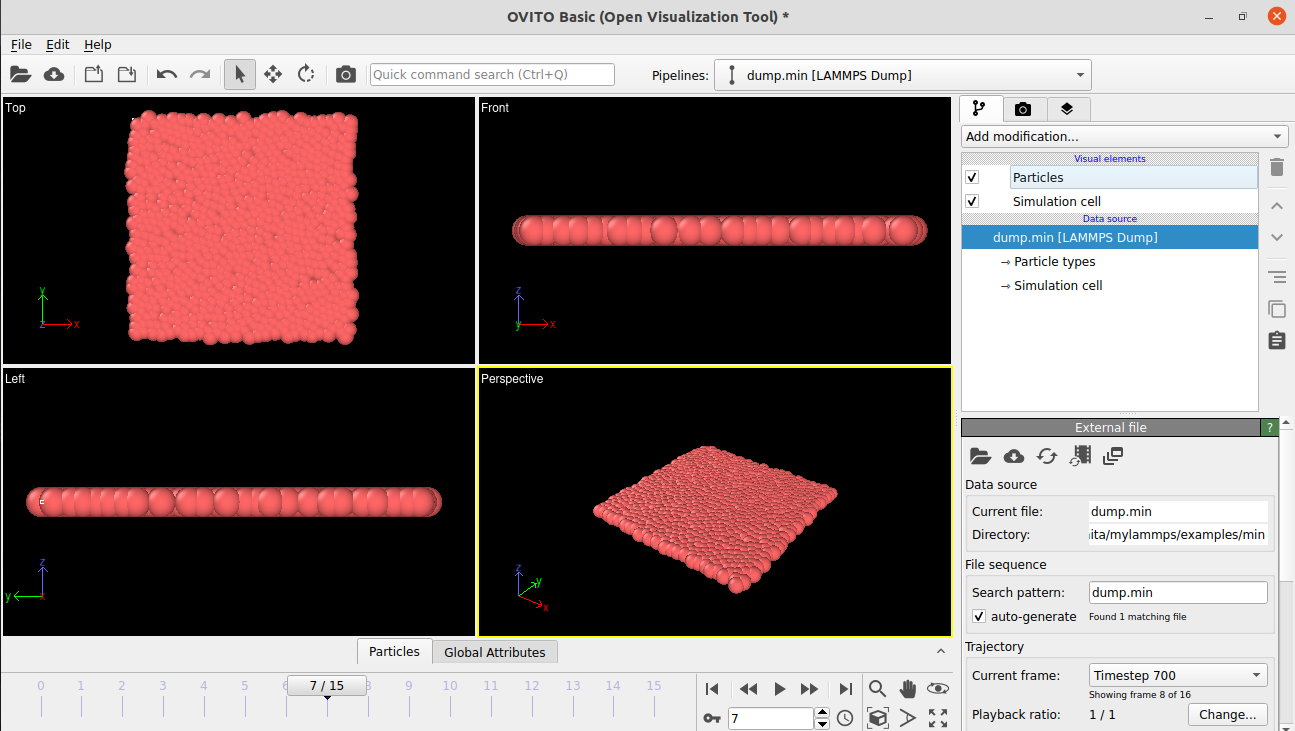 OVITO Basic (Open Visualization Tool) *
File Edit Help
Quick command search (Ctrl+Q)
Pipelines:
dump.min [LAMMPS Dump]
Top
y
z
x
Front
z
y
x
Left
z
y
x
Perspective
z
y
x
Add modification...
Visual elements
Particles
Simulation cell
Data source
dump.min [LAMMPS Dump]
→ Particle types
→ Simulation cell
External file
?
Data source
Current file: dump.min
Directory: ita/mylammps/examples/min
File sequence
Search pattern: dump.min
auto-generate Found 1 matching file
Trajectory
Current frame: Timestep 700
Showing frame 8 of 16
Playback ratio: 1 / 1 Change...
Particles Global Attributes
0 1 2 3 4 5 6 7 / 15 8 9 10 11 12 13 14 15
7